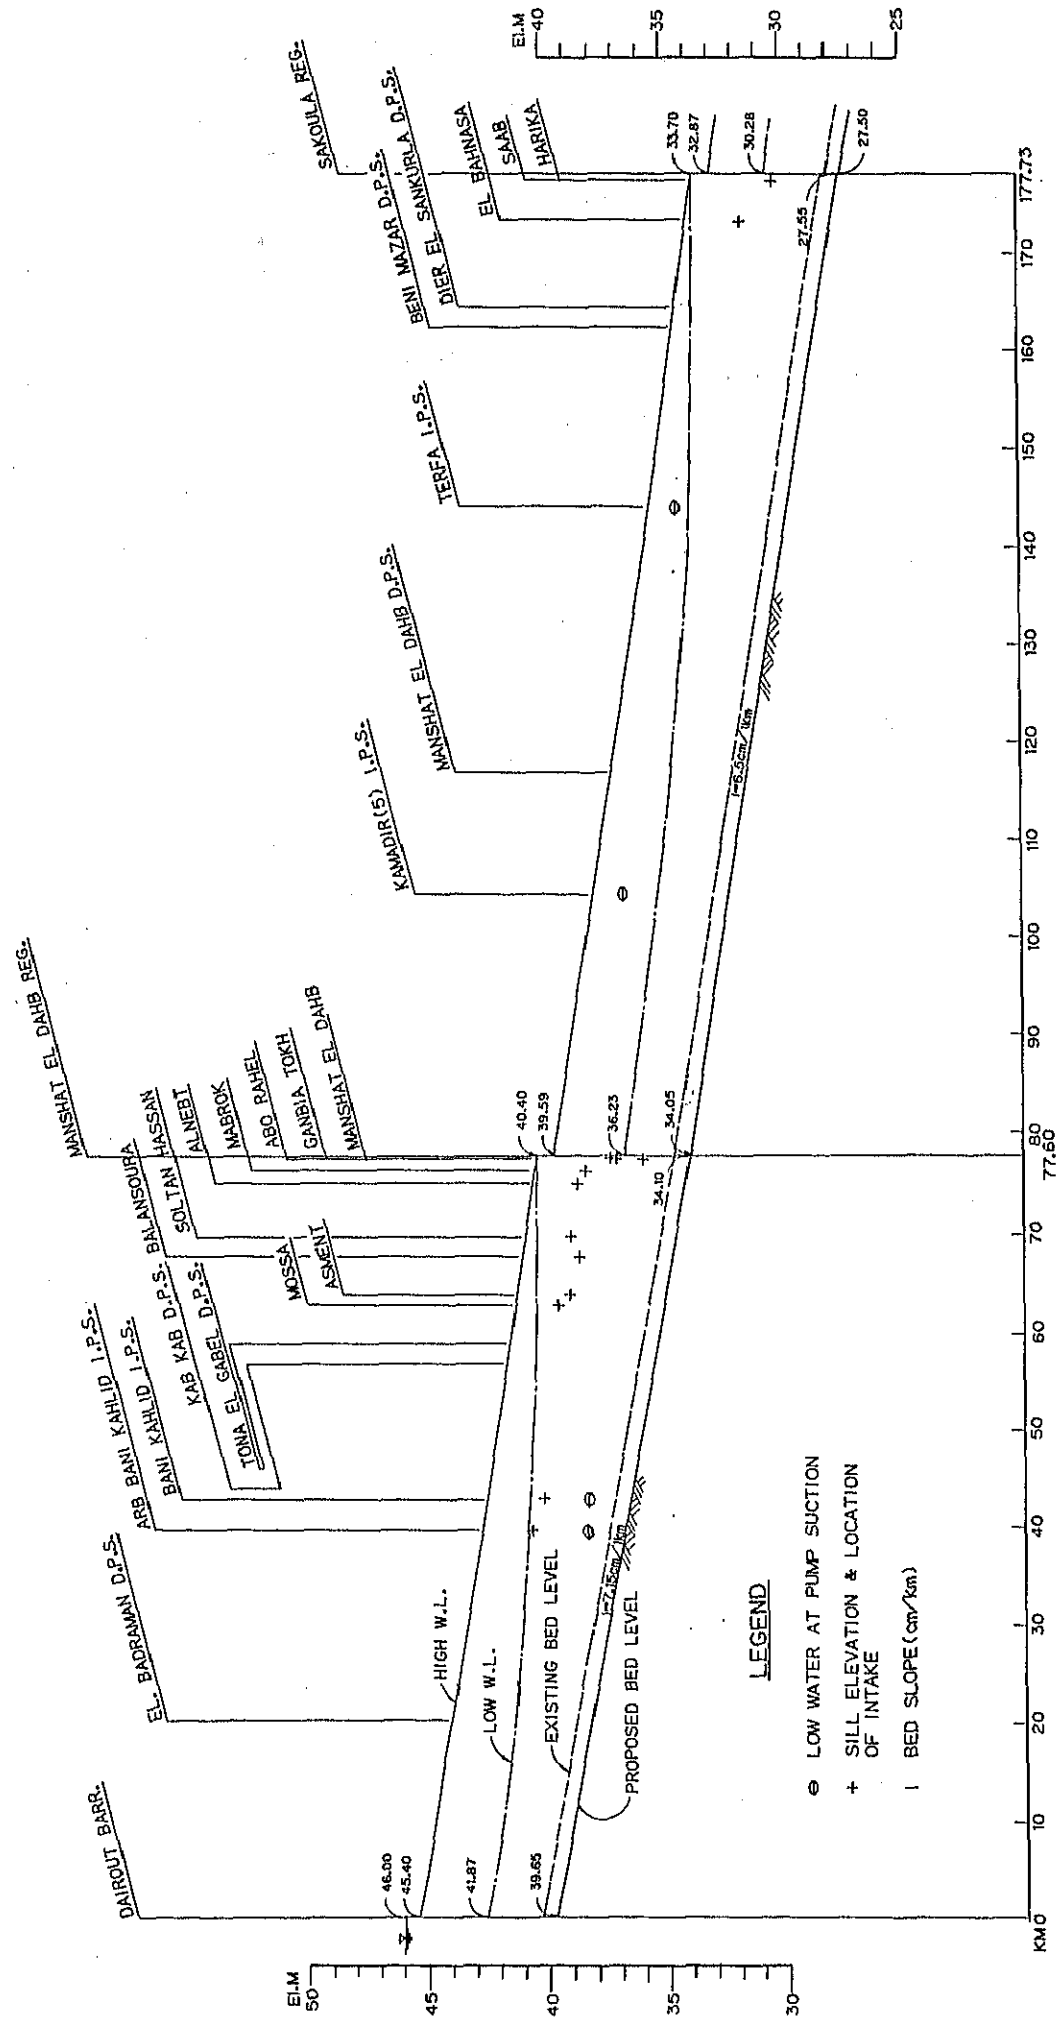 DAIROUT BARR.
EL. BADRAMAN D.P.S.
ARB BANI KAHLID I.P.S.
BANI KAHLID I.P.S.
KAB KAB D.P.S.
TONA EL GABEL D.P.S.
MOSSA
ASMENT
BALANSOURA
SOLTAN HASSAN
ALNEBT
MABROK
ABO RAHEL
GANBIA TOKH
MANSHAT EL DAHB
MANSHAT EL DAHB REG.
KAMADIR(5) I.P.S.
MANSHAT EL DAHB D.P.S.
TERFA I.P.S.
BENI MAZAR D.P.S.
DIER EL SANKURLA D.P.S.
EL BAHNASA
SAAB
HARIKA
SAKOULA REG.
El.M
50
45
40
35
30
46.00
45.40
41.87
39.65
HIGH W.L.
LOW W.L.
EXISTING BED LEVEL
PROPOSED BED LEVEL
I=7.15cm/1km
40.40
39.59
36.23
34.05
34.10
I=6.5cm/1km
33.70
32.87
30.28
27.55
27.50
El.M
40
35
30
25
KM 0
10
20
30
40
50
60
70
77.60
80
90
100
110
120
130
140
150
160
170
177.73
LEGEND
LOW WATER AT PUMP SUCTION
+ SILL ELEVATION & LOCATION
OF INTAKE
I BED SLOPE(cm/km)